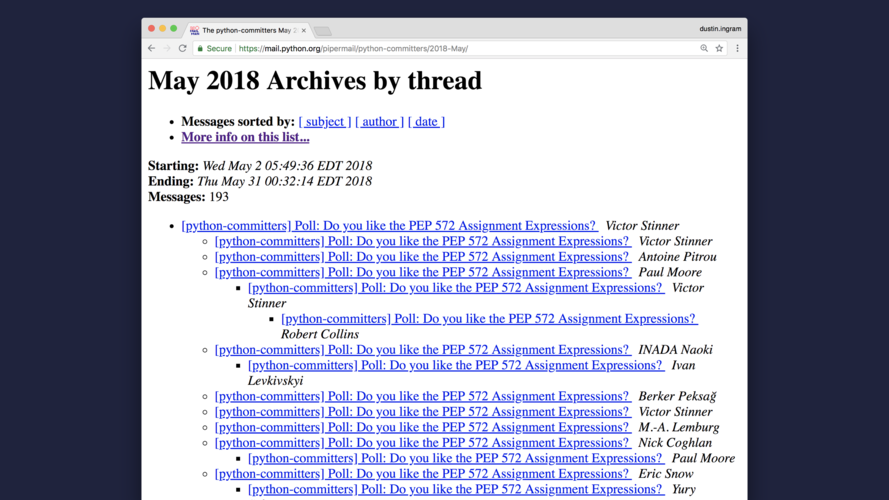 The python-committers May 2
dustin.ingram
Secure | https://mail.python.org/pipermail/python-committers/2018-May/
May 2018 Archives by thread
• Messages sorted by: [ subject ] [ author ] [ date ]
• More info on this list...
Starting: Wed May 2 05:49:36 EDT 2018
Ending: Thu May 31 00:32:14 EDT 2018
Messages: 193
• [python-committers] Poll: Do you like the PEP 572 Assignment Expressions? Victor Stinner
◦ [python-committers] Poll: Do you like the PEP 572 Assignment Expressions? Victor Stinner
◦ [python-committers] Poll: Do you like the PEP 572 Assignment Expressions? Antoine Pitrou
◦ [python-committers] Poll: Do you like the PEP 572 Assignment Expressions? Paul Moore
▪ [python-committers] Poll: Do you like the PEP 572 Assignment Expressions? Victor
Stinner
▪ [python-committers] Poll: Do you like the PEP 572 Assignment Expressions?
Robert Collins
◦ [python-committers] Poll: Do you like the PEP 572 Assignment Expressions? INADA Naoki
▪ [python-committers] Poll: Do you like the PEP 572 Assignment Expressions? Ivan
Levkivskyi
◦ [python-committers] Poll: Do you like the PEP 572 Assignment Expressions? Berker Peksağ
◦ [python-committers] Poll: Do you like the PEP 572 Assignment Expressions? Victor Stinner
◦ [python-committers] Poll: Do you like the PEP 572 Assignment Expressions? M.-A. Lemburg
◦ [python-committers] Poll: Do you like the PEP 572 Assignment Expressions? Nick Coghlan
▪ [python-committers] Poll: Do you like the PEP 572 Assignment Expressions? Paul Moore
◦ [python-committers] Poll: Do you like the PEP 572 Assignment Expressions? Eric Snow
▪ [python-committers] Poll: Do you like the PEP 572 Assignment Expressions? Yury